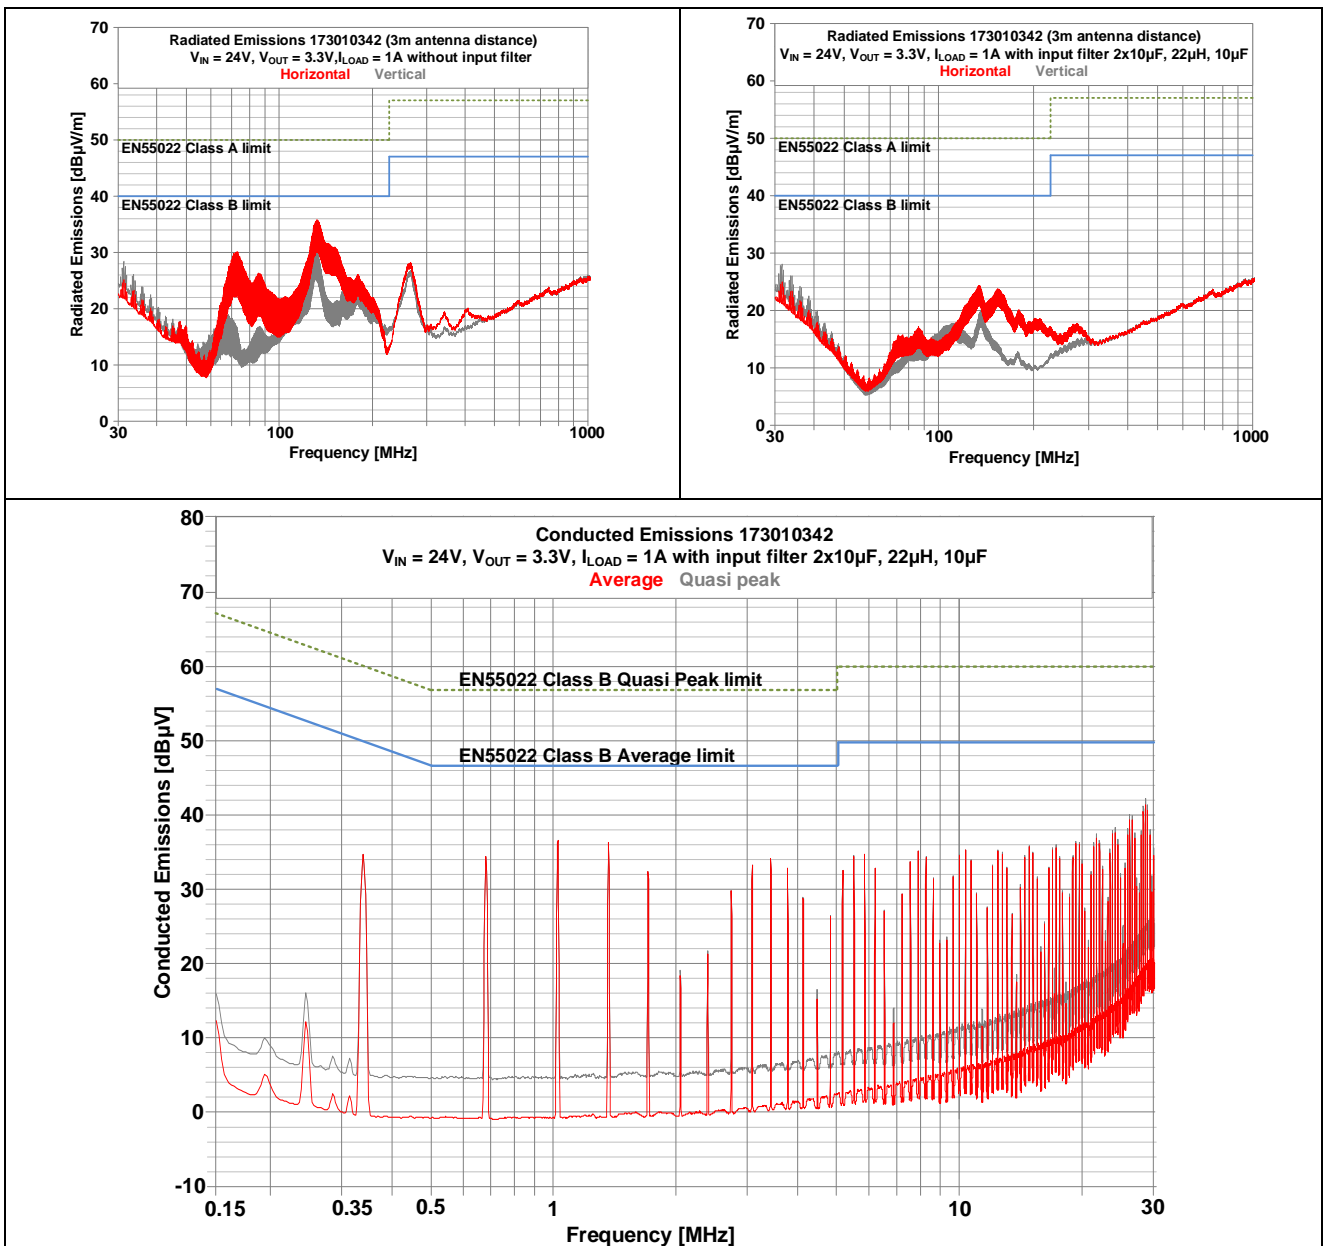 Radiated Emissions 173010342 (3m antenna distance)
VIN = 24V, VOUT = 3.3V,ILOAD = 1A without input filter
Horizontal Vertical
70
60
50
40
30
20
10
0
Radiated Emissions [dBµV/m]
EN55022 Class A limit
EN55022 Class B limit
30 100 1000
Frequency [MHz]
Radiated Emissions 173010342 (3m antenna distance)
VIN = 24V, VOUT = 3.3V, ILOAD = 1A with input filter 2x10µF, 22µH, 10µF
Horizontal Vertical
70
60
50
40
30
20
10
0
Radiated Emissions [dBµV/m]
EN55022 Class A limit
EN55022 Class B limit
30 100 1000
Frequency [MHz]
Conducted Emissions 173010342
VIN = 24V, VOUT = 3.3V, ILOAD = 1A with input filter 2x10µF, 22µH, 10µF
Average Quasi peak
80
70
60
50
40
30
20
10
0
-10
Conducted Emissions [dBµV]
EN55022 Class B Quasi Peak limit
EN55022 Class B Average limit
0.15 0.35 0.5 1 10 30
Frequency [MHz]